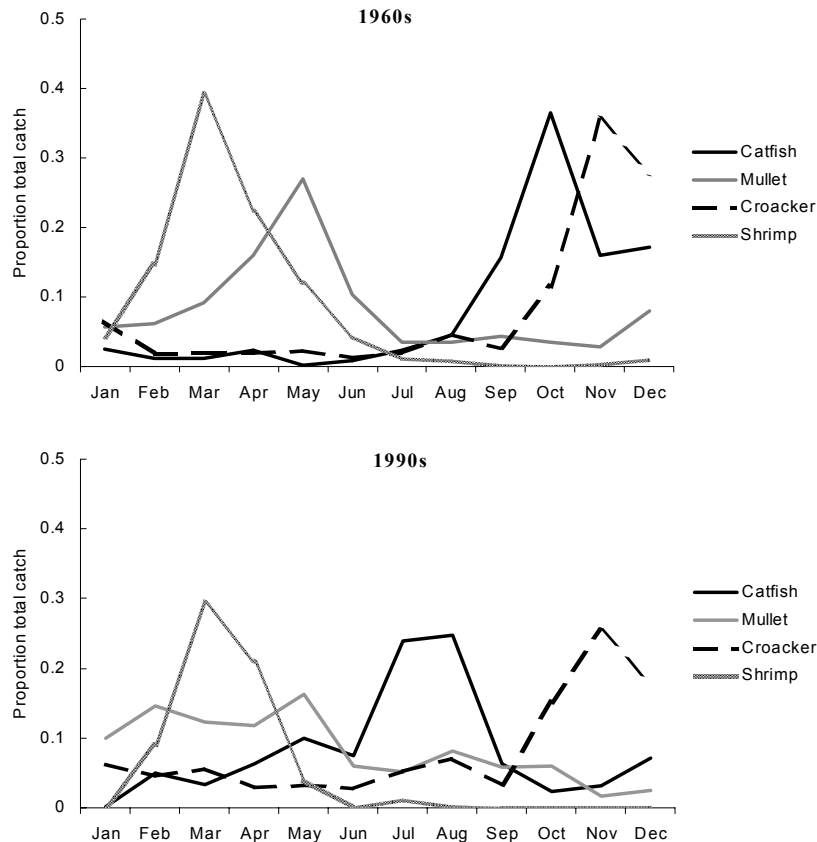 1960s
0.5
0.4
0.3
0.2
0.1
0
Proportion total catch
Jan Feb Mar Apr May Jun Jul Aug Sep Oct Nov Dec
Catfish
Mullet
Croacker
Shrimp
1990s
0.5
0.4
0.3
0.2
0.1
0
Proportion total catch
Jan Feb Mar Apr May Jun Jul Aug Sep Oct Nov Dec
Catfish
Mullet
Croacker
Shrimp